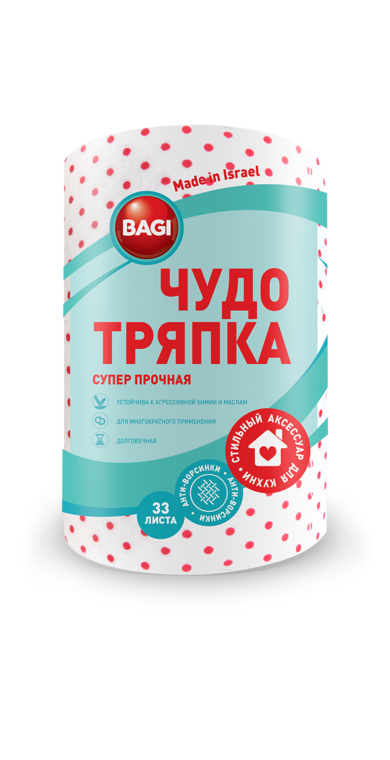 Made in Israel
BAGI
ЧУДО
ТРЯПКА
СУПЕР ПРОЧНАЯ
УСТОЙЧИВА К АГРЕССИВНОЙ ХИМИИ И МАСЛАМ
ДЛЯ МНОГОКРАТНОГО ПРИМЕНЕНИЯ
ДОЛГОВЕЧНАЯ
СТИЛЬНЫЙ АКСЕССУАР ДЛЯ КУХНИ •
АНТИ-ВОРСИНКИ • АНТИ-ВОРСИНКИ •
33
ЛИСТА